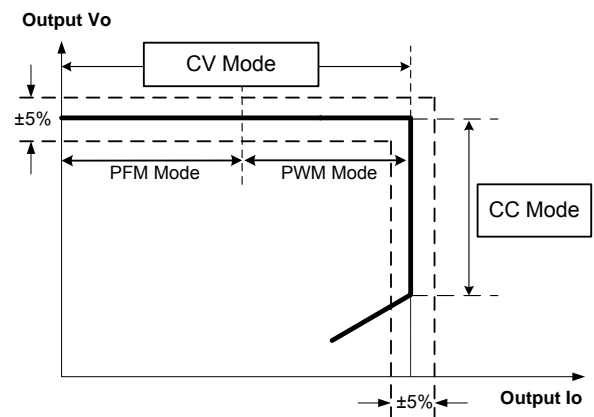 Output Vo
CV Mode
±5%
PFM Mode
PWM Mode
CC Mode
±5%
Output Io